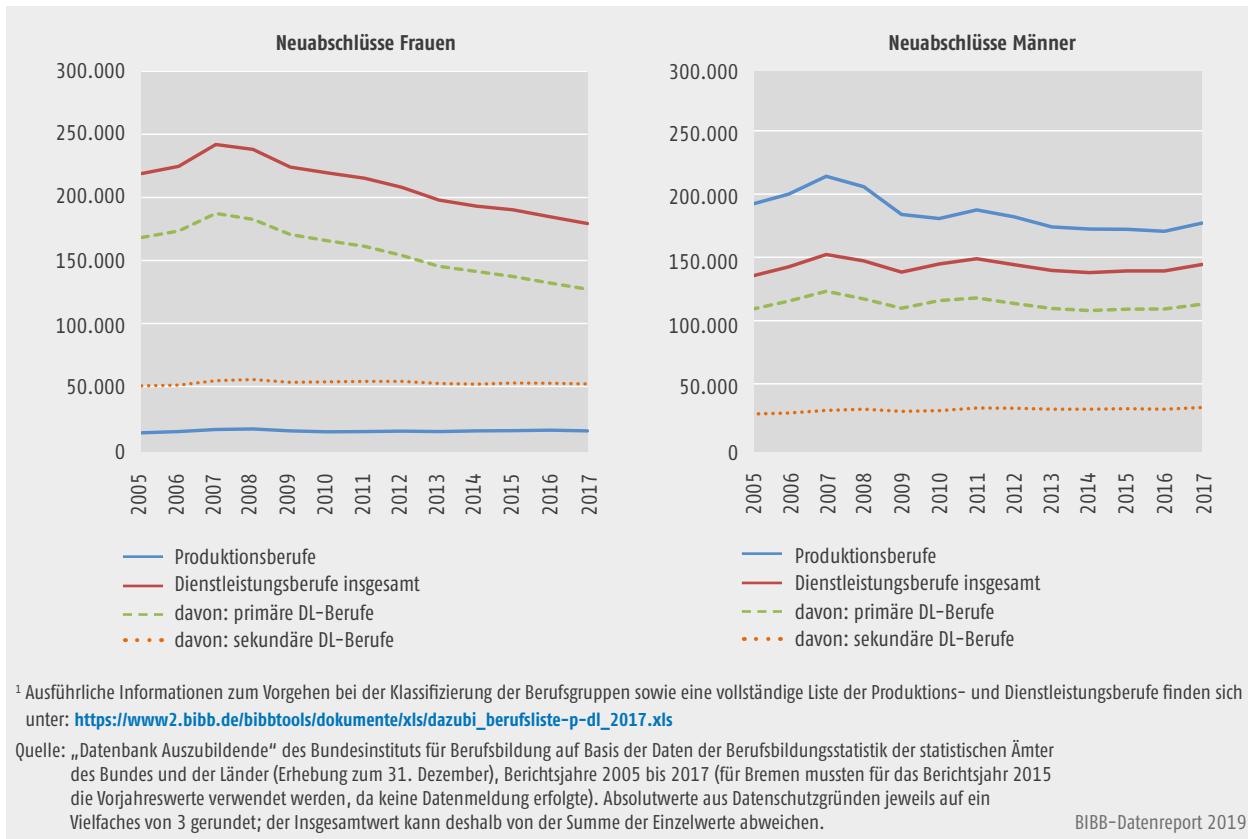 Neuabschlüsse Frauen
300.000
250.000
200.000
150.000
100.000
50.000
0
2005
2006
2007
2008
2009
2010
2011
2012
2013
2014
2015
2016
2017
Produktionsberufe
Dienstleistungsberufe insgesamt
davon: primäre DL-Berufe
davon: sekundäre DL-Berufe
Neuabschlüsse Männer
300.000
250.000
200.000
150.000
100.000
50.000
0
2005
2006
2007
2008
2009
2010
2011
2012
2013
2014
2015
2016
2017
Produktionsberufe
Dienstleistungsberufe insgesamt
davon: primäre DL-Berufe
davon: sekundäre DL-Berufe
¹ Ausführliche Informationen zum Vorgehen bei der Klassifizierung der Berufsgruppen sowie eine vollständige Liste der Produktions- und Dienstleistungsberufe finden sich
unter: https://www2.bibb.de/bibbtools/dokumente/xls/dazubi_berufsliste-p-dl_2017.xls
Quelle: „Datenbank Auszubildende“ des Bundesinstituts für Berufsbildung auf Basis der Daten der Berufsbildungsstatistik der statistischen Ämter
des Bundes und der Länder (Erhebung zum 31. Dezember), Berichtsjahre 2005 bis 2017 (für Bremen mussten für das Berichtsjahr 2015
die Vorjahreswerte verwendet werden, da keine Datenmeldung erfolgte). Absolutwerte aus Datenschutzgründen jeweils auf ein
Vielfaches von 3 gerundet; der Insgesamtwert kann deshalb von der Summe der Einzelwerte abweichen.
BIBB-Datenreport 2019